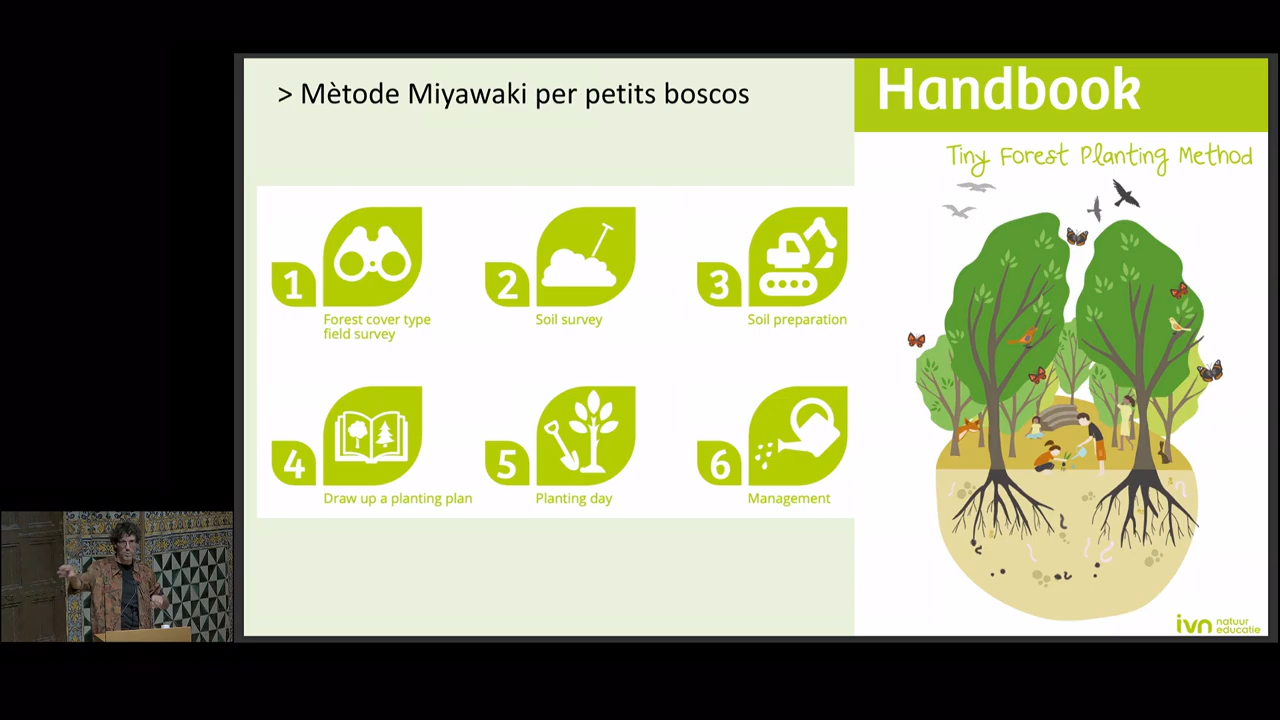 > Mètode Miyawaki per petits boscos
1
Forest cover type
field survey
2
Soil survey
3
Soil preparation
4
Draw up a planting plan
5
Planting day
6
Management
Handbook
Tiny Forest Planting Method
ivn natuur
educatie